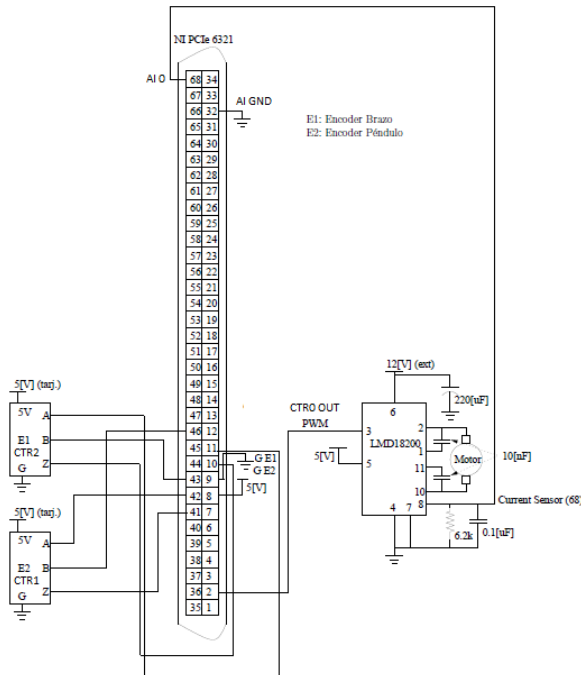 NI PCIe 6321
AI 0
68 34
67 33
AI GND
66 32
65 31
E1: Encoder Brazo
E2: Encoder Péndulo
64 30
63 29
62 28
61 27
60 26
59 25
58 24
57 23
56 22
55 21
54 20
53 19
52 18
51 17
50 16
49 15
48 14
47 13
46 12
45 11
44 10
43 9
42 8
41 7
40 6
39 5
38 4
37 3
36 2
35 1
G E1
G E2
5[V]
5[V] (tarj.)
5V A
E1 B
CTR2
Z
G
5[V] (tarj.)
5V A
E2 B
CTR1 Z
G
12[V] (ext)
6
220[uF]
CTR0 OUT
PWM
3 2
LMD18200
1
5[V]
5 11
Motor
10[nF]
10
8
4 7
Current Sensor (68)
6.2k
0.1[uF]